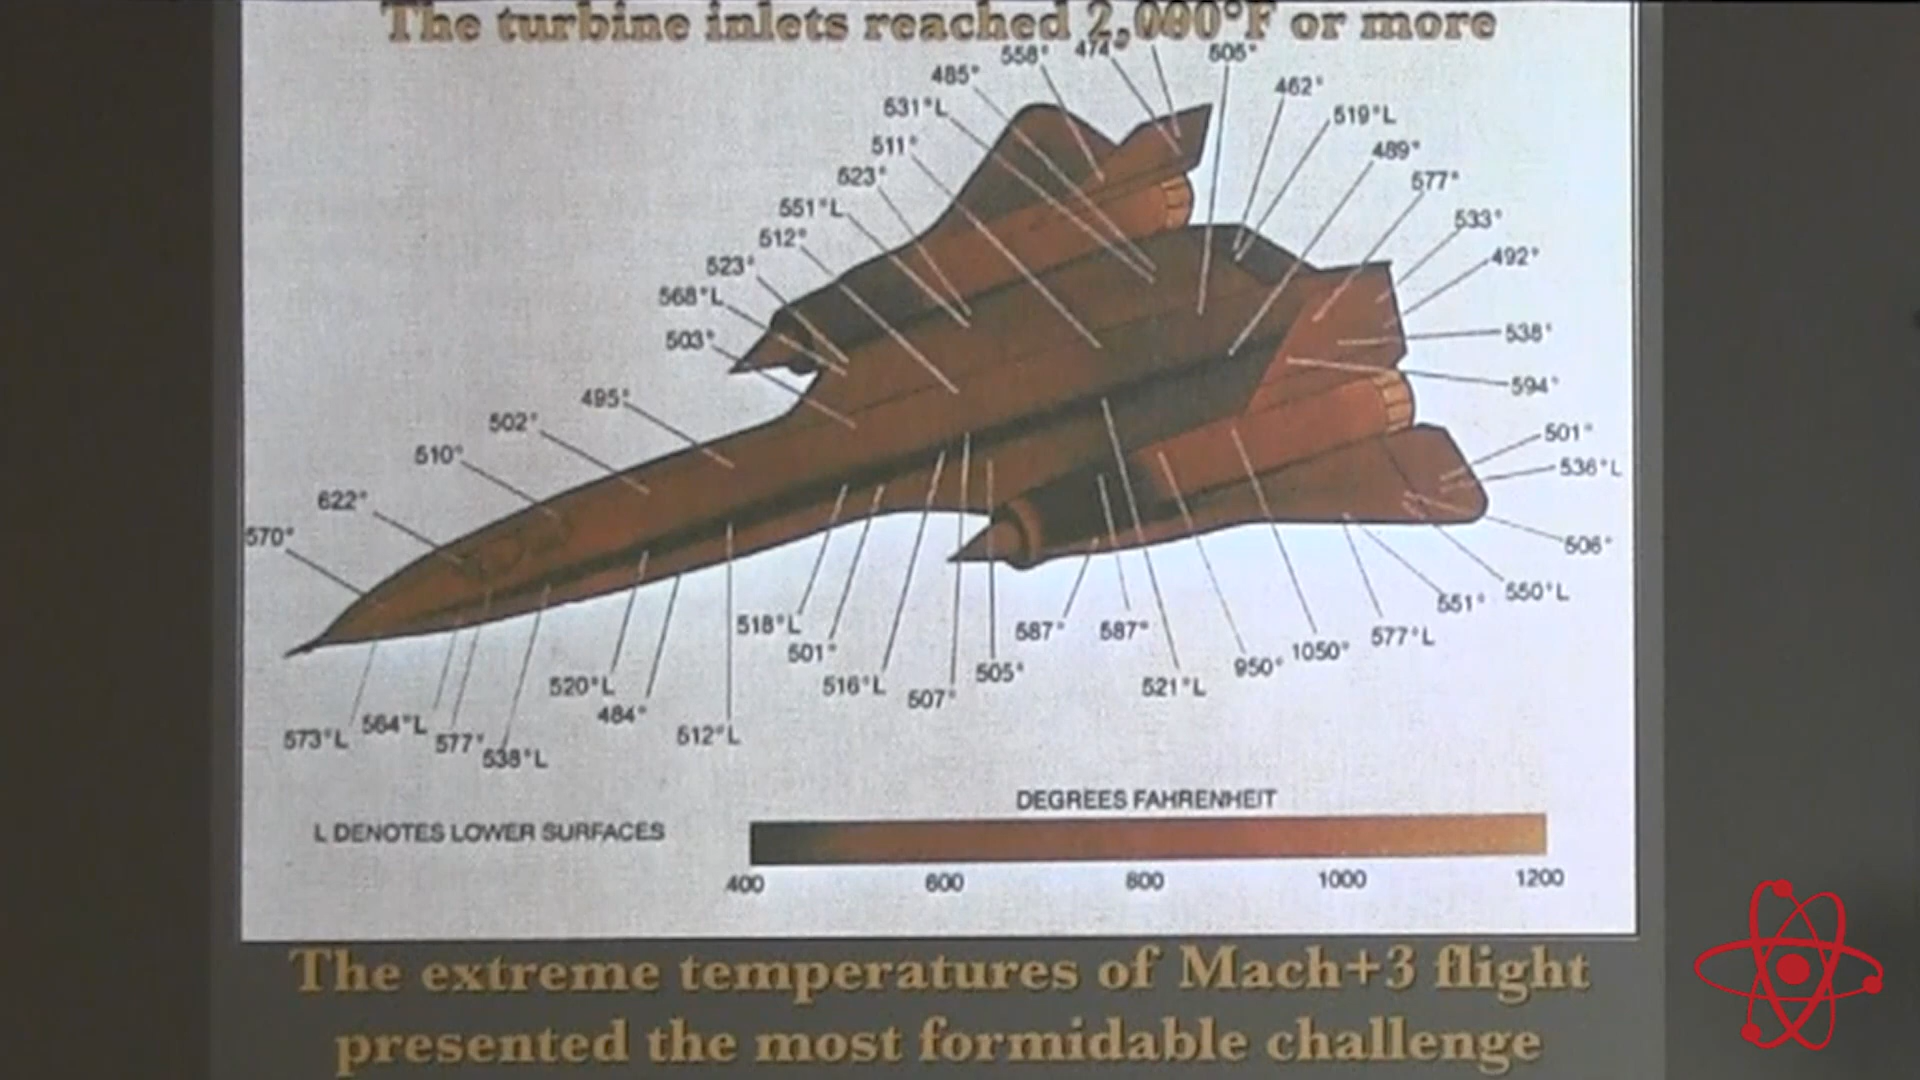 The turbine inlets reached 2,000°F or more
558°
474°
605°
485°
462°
531°L
519°L
511°
489°
523°
577°
551°L
533°
512°
492°
523°
568°L
538°
503°
594°
495°
502°
501°
510°
536°L
622°
570°
506°
550°L
551°
518°L
587°
587°
577°L
501°
1050°
950°
505°
520°L
516°L
521°L
507°
484°
564°L
512°L
573°L
577°
538°L
DEGREES FAHRENHEIT
L DENOTES LOWER SURFACES
400 600 800 1000 1200
The extreme temperatures of Mach+3 flight
presented the most formidable challenge